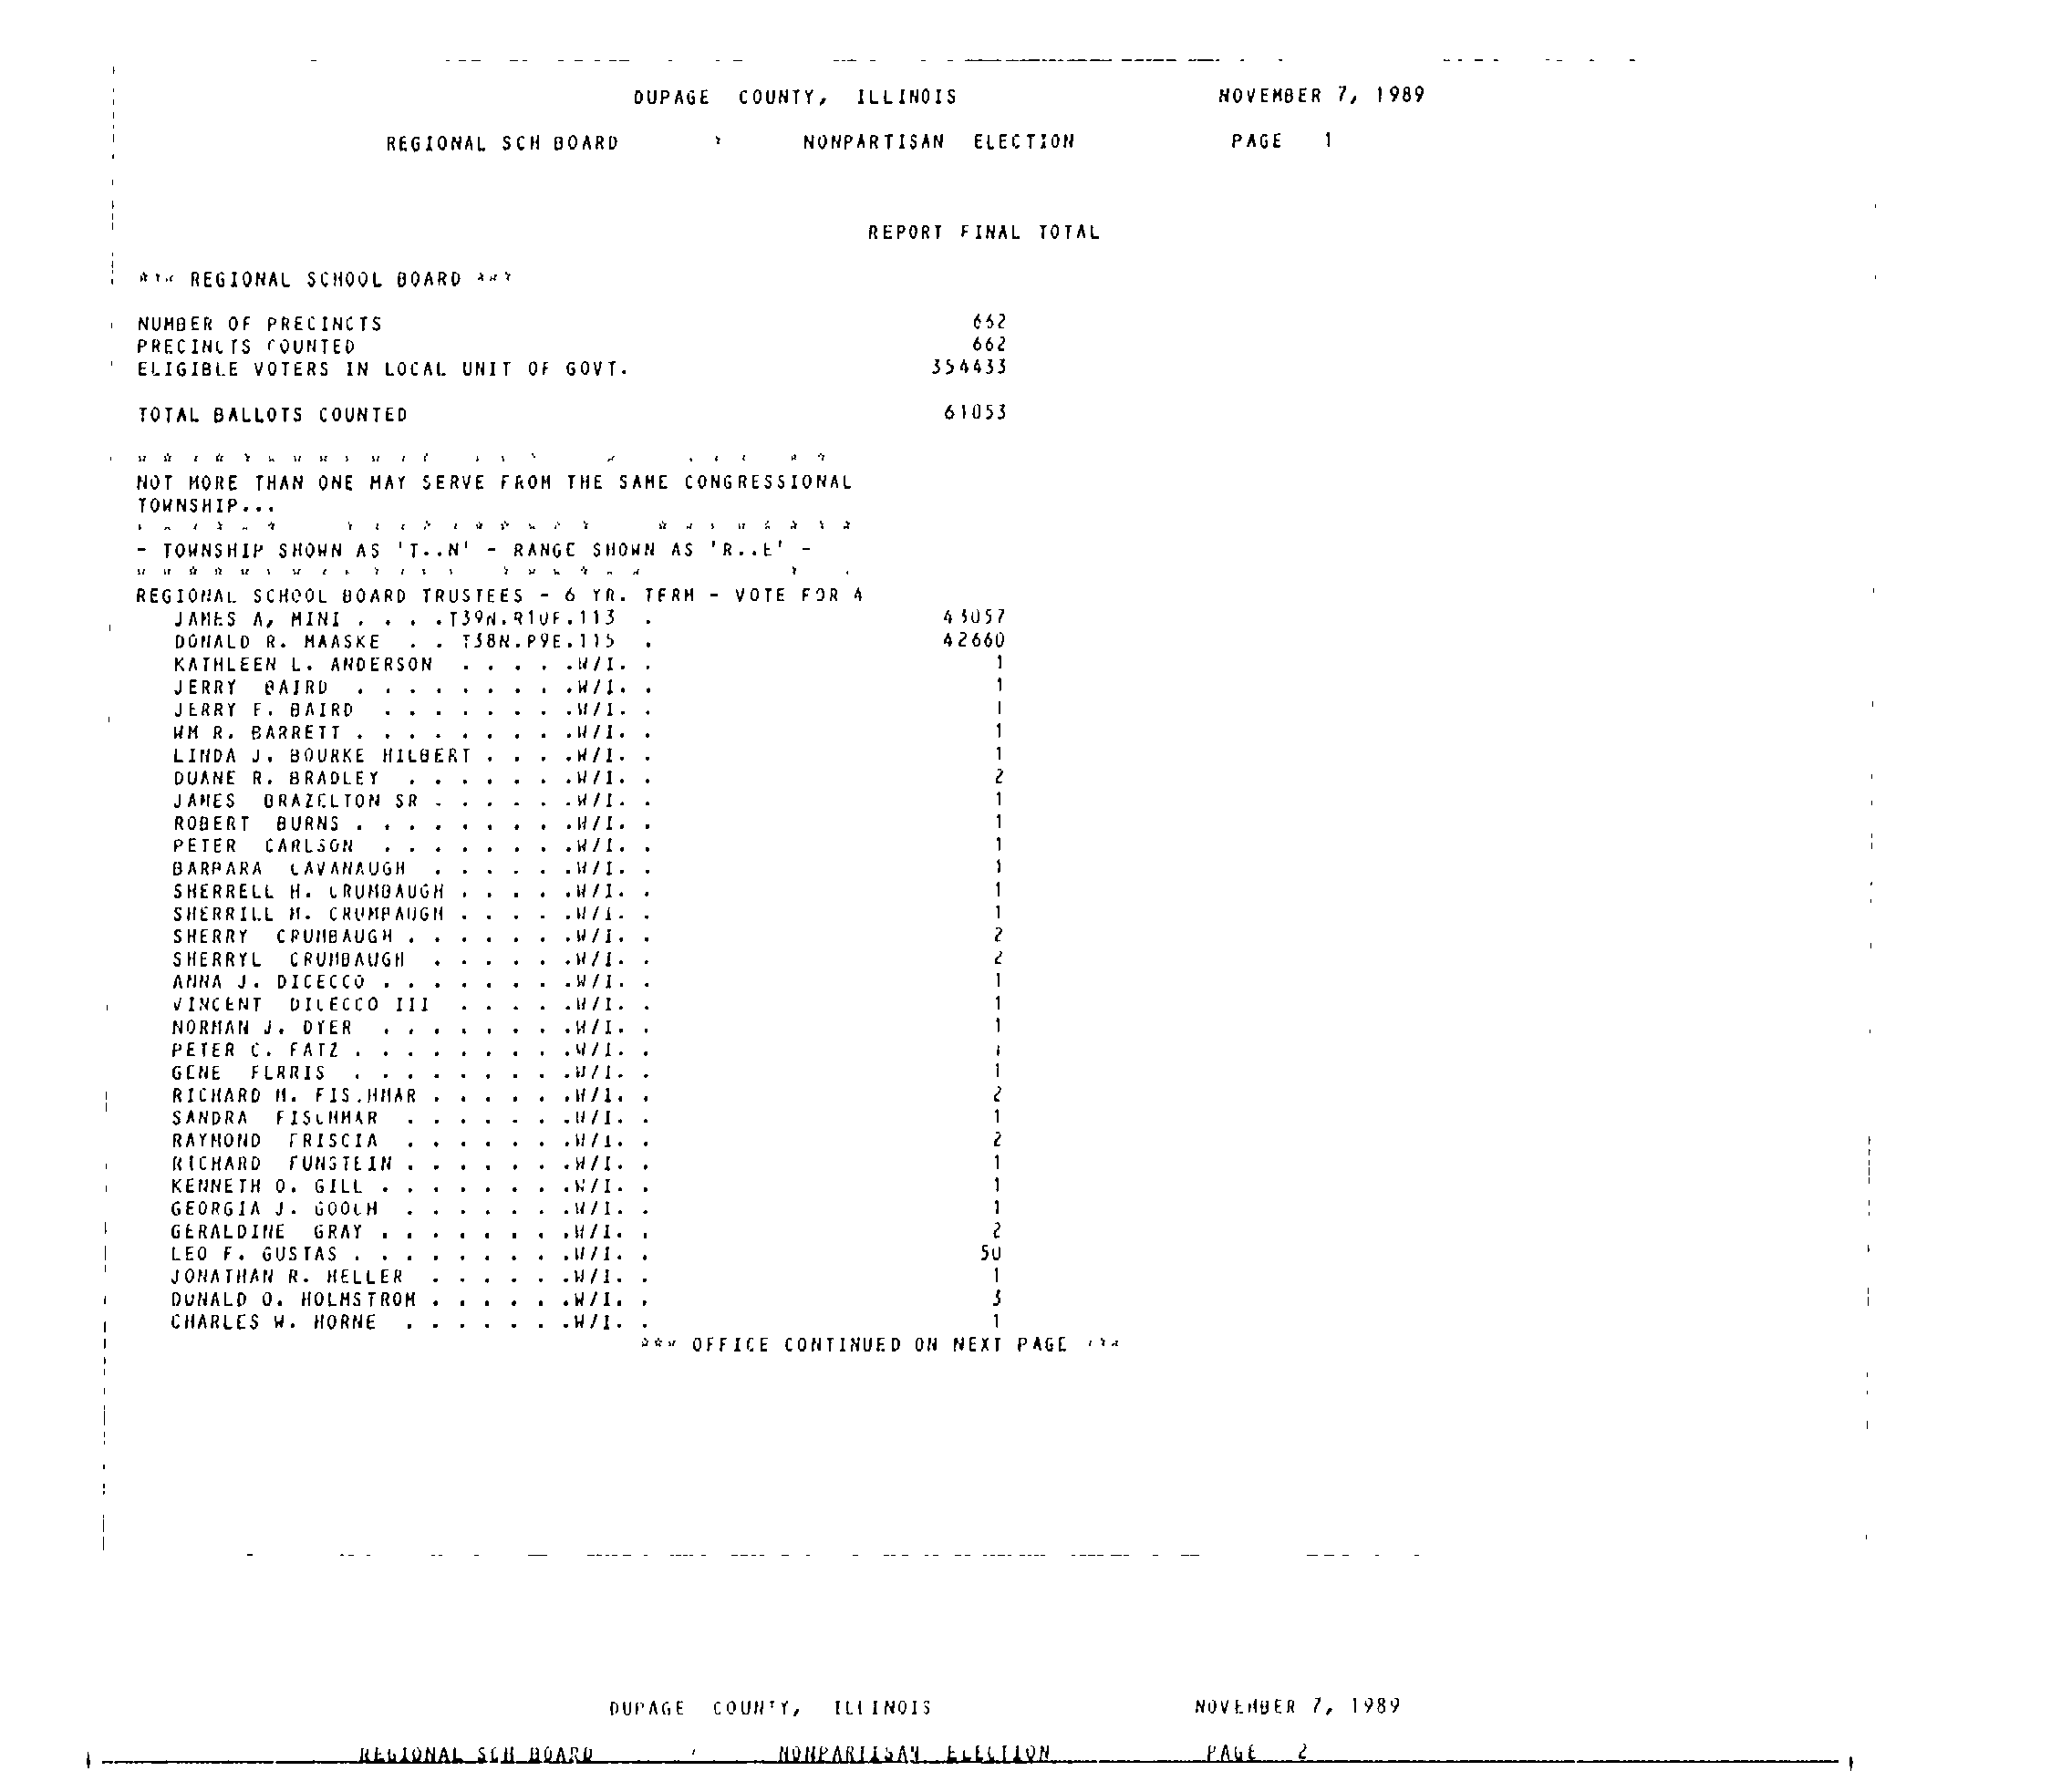 DUPAGE COUNTY, ILLINOIS NOVEMBER 7, 1989
REGIONAL SCH BOARD NONPARTISAN ELECTION PAGE 1
REPORT FINAL TOTAL
*** REGIONAL SCHOOL BOARD ***
NUMBER OF PRECINCTS 662
PRECINCTS COUNTED 662
ELIGIBLE VOTERS IN LOCAL UNIT OF GOVT. 354433
TOTAL BALLOTS COUNTED 61053
NOT MORE THAN ONE MAY SERVE FROM THE SAME CONGRESSIONAL
TOWNSHIP...
- TOWNSHIP SHOWN AS 'T..N' - RANGE SHOWN AS 'R..E' -
REGIONAL SCHOOL BOARD TRUSTEES - 6 YR. TERM - VOTE FOR 4
JAMES A. MINI . . . .T39N.R10E.113 . 43057
DONALD R. MAASKE . . T38N.R9E.115 . 42660
KATHLEEN L. ANDERSON . . . . .W/I. . 1
JERRY BAIRD . . . . . . . . .W/I. . 1
JERRY F. BAIRD . . . . . . . .W/I. . 1
WM R. BARRETT . . . . . . . . .W/I. . 1
LINDA J. BOURKE HILBERT . . . .W/I. . 1
DUANE R. BRADLEY . . . . . . .W/I. . 2
JAMES BRAZELTON SR . . . . . .W/I. . 1
ROBERT BURNS . . . . . . . . .W/I. . 1
PETER CARLSON . . . . . . . .W/I. . 1
BARBARA CAVANAUGH . . . . . .W/I. . 1
SHERRELL H. CRUMBAUGH . . . . .W/I. . 1
SHERRILL M. CRUMBAUGH . . . . .W/I. . 1
SHERRY CRUMBAUGH . . . . . . .W/I. . 2
SHERRYL CRUMBAUGH . . . . . .W/I. . 2
ANNA J. DICECCO . . . . . . . .W/I. . 1
VINCENT DICECCO III . . . . .W/I. . 1
NORMAN J. DYER . . . . . . . .W/I. . 1
PETER C. FATZ . . . . . . . . .W/I. . 1
GENE FERRIS . . . . . . . . .W/I. . 1
RICHARD M. FISCHMAR . . . . . .W/I. . 2
SANDRA FISCHMAR . . . . . . .W/I. . 1
RAYMOND FRISCIA . . . . . . .W/I. . 2
RICHARD FUNSTEIN . . . . . . .W/I. . 1
KENNETH O. GILL . . . . . . . .W/I. . 1
GEORGIA J. GOOCH . . . . . . .W/I. . 1
GERALDINE GRAY . . . . . . . .W/I. . 2
LEO F. GUSTAS . . . . . . . . .W/I. . 50
JONATHAN R. HELLER . . . . . .W/I. . 1
DONALD O. HOLMSTROM . . . . . .W/I. . 3
CHARLES W. HORNE . . . . . . .W/I. . 1
*** OFFICE CONTINUED ON NEXT PAGE ***
DUPAGE COUNTY, ILLINOIS NOVEMBER 7, 1989
REGIONAL SCH BOARD NONPARTISAN ELECTION PAGE 2